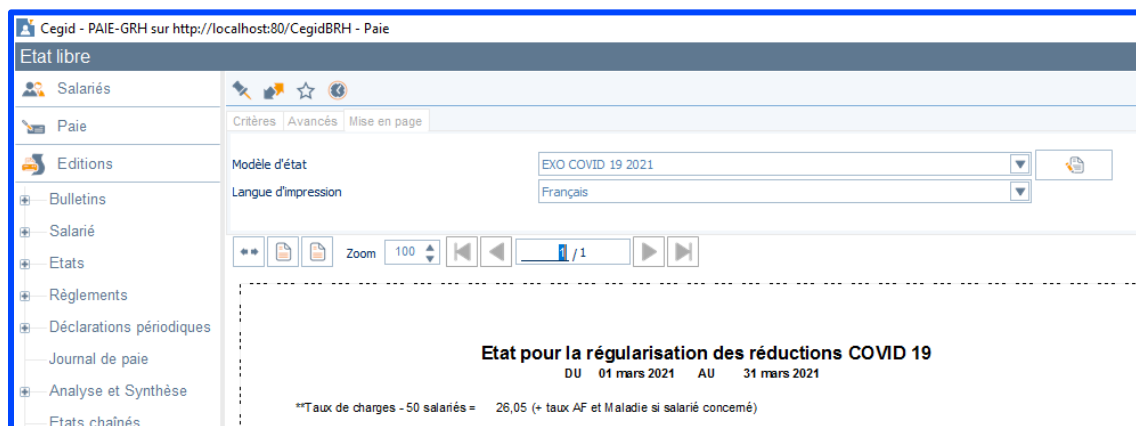 Cegid - PAIE-GRH sur http://localhost:80/CegidBRH - Paie
Etat libre
Salariés
Paie
Editions
Bulletins
Salarié
Etats
Règlements
Déclarations périodiques
Journal de paie
Analyse et Synthèse
Etats chaînés
Critères Avancés Mise en page
Modèle d'état EXO COVID 19 2021
Langue d'impression Français
Zoom 100 1 / 1
Etat pour la régularisation des réductions COVID 19
DU 01 mars 2021 AU 31 mars 2021
**Taux de charges - 50 salariés = 26,05 (+ taux AF et Maladie si salarié concerné)